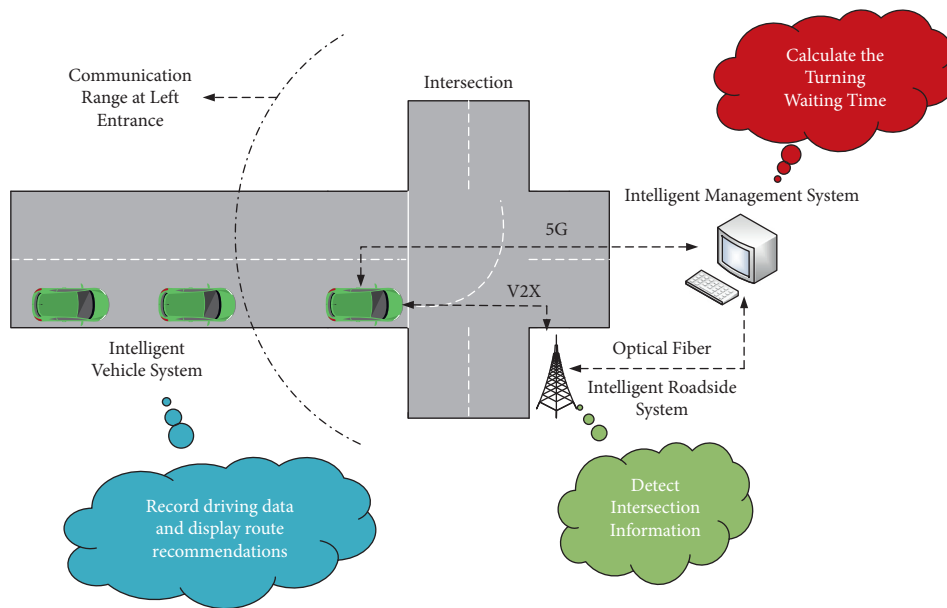 Communication
Range at Left
Entrance
Intersection
Calculate the
Turning
Waiting Time
Intelligent Management System
5G
V2X
Intelligent
Vehicle System
Optical Fiber
Intelligent Roadside
System
Record driving data
and display route
recommendations
Detect
Intersection
Information